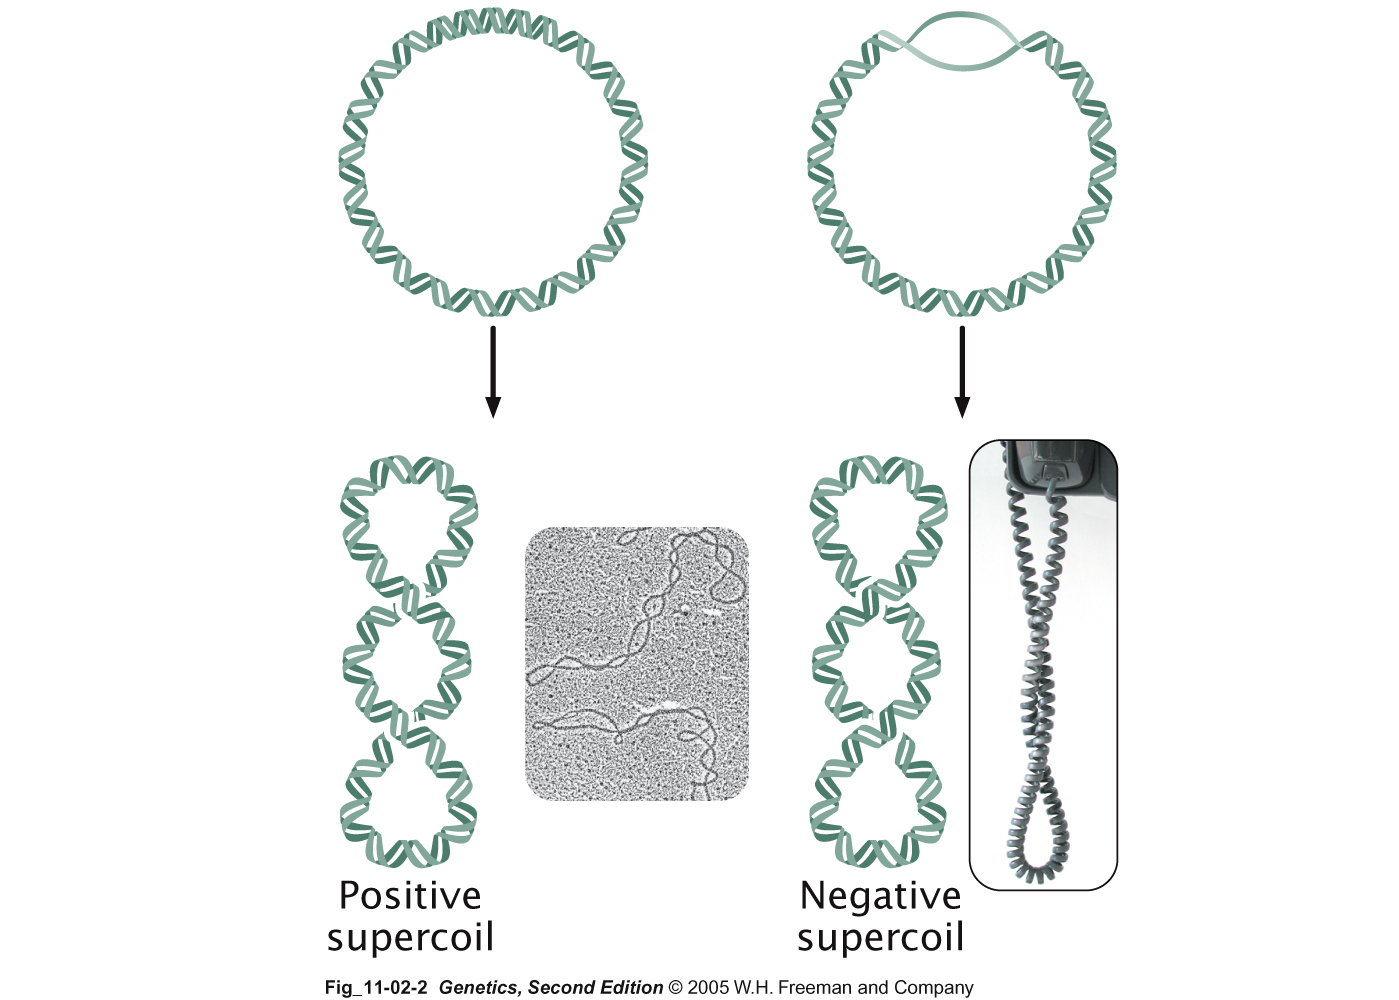 Positive
supercoil
Negative
supercoil
Fig_11-02-2 Genetics, Second Edition © 2005 W.H. Freeman and Company